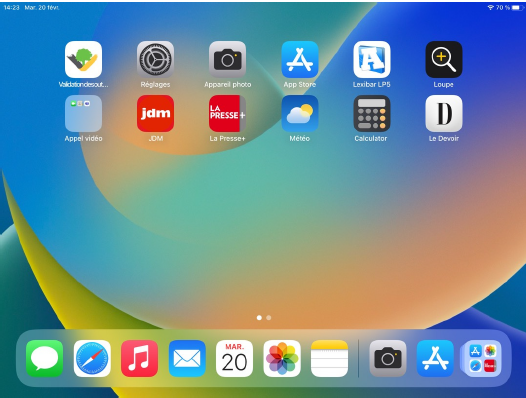 14:23 Mar. 20 févr.
70 %
Validationdesout...
Réglages
Appareil photo
App Store
Lexibar LP5
Loupe
jdm
LA
PRESSE+
D
Appel vidéo
JDM
La Presse+
Météo
Calculator
Le Devoir
MAR.
20